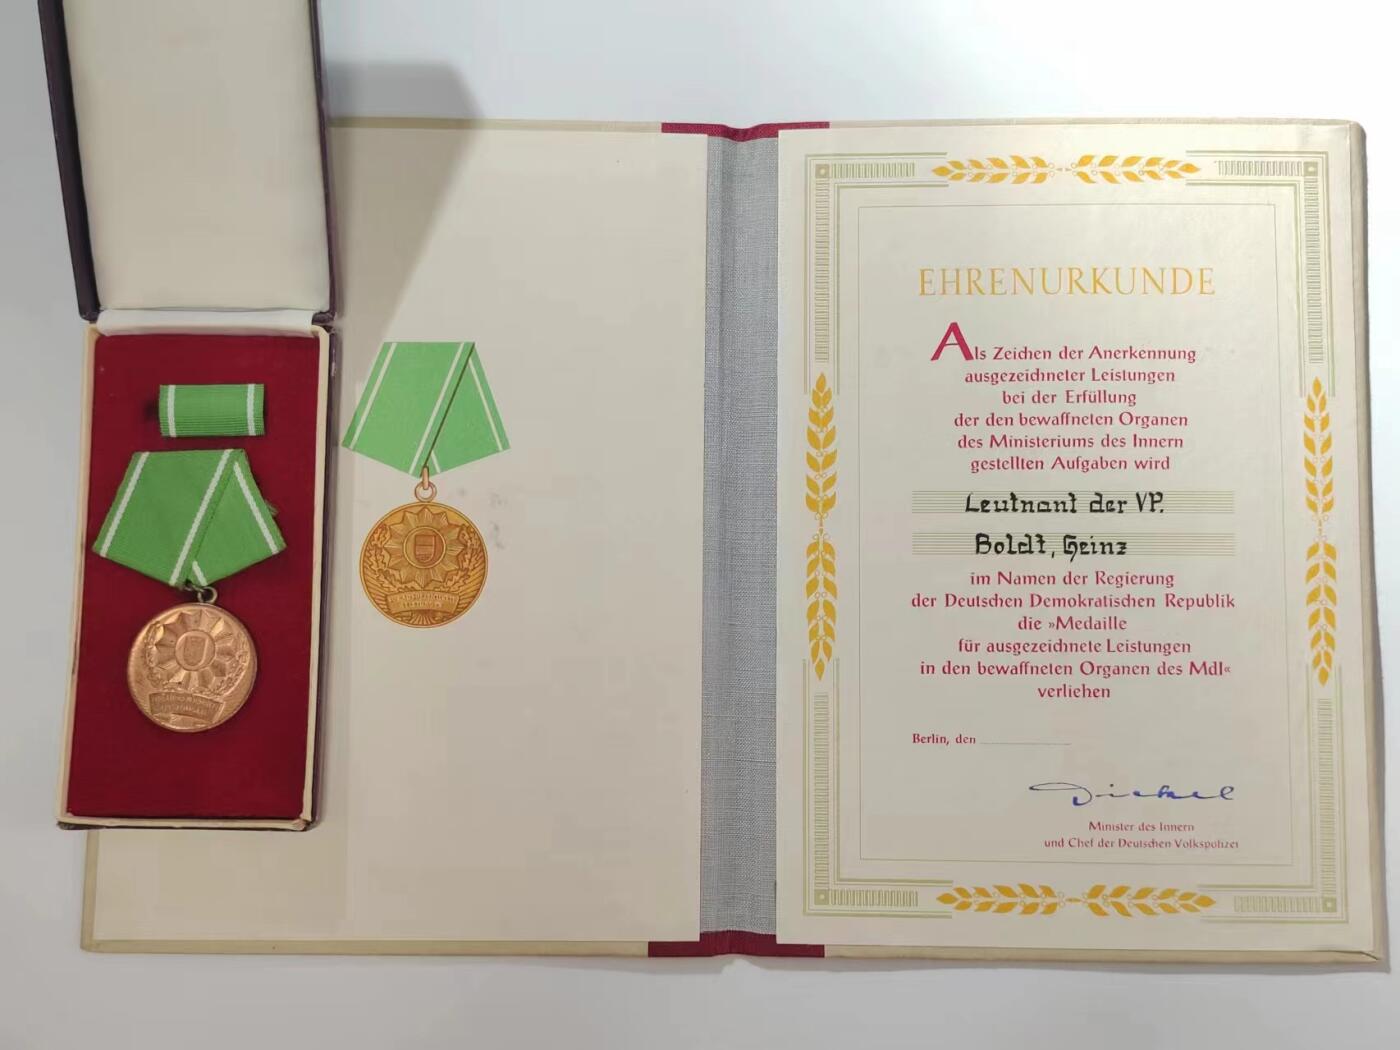 EHRENURKUNDE
Als Zeichen der Anerkennung
ausgezeichneter Leistungen
bei der Erfüllung
der den bewaffneten Organen
des Ministeriums des Innern
gestellten Aufgaben wird
Leutnant der VP.
Boldt, Heinz
im Namen der Regierung
der Deutschen Demokratischen Republik
die »Medaille
für ausgezeichnete Leistungen
in den bewaffneten Organen des MdI«
verliehen
Berlin, den
Dickel
Minister des Innern
und Chef der Deutschen Volkspolizei